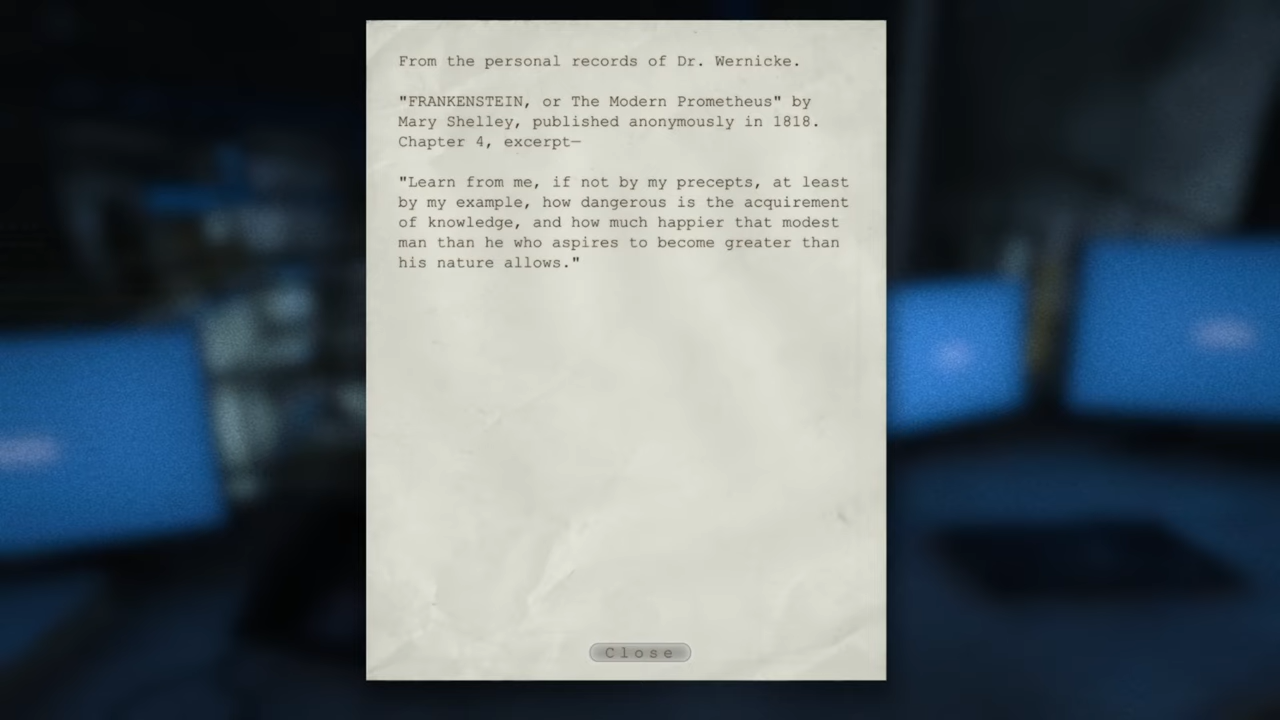 From the personal records of Dr. Wernicke.
"FRANKENSTEIN, or The Modern Prometheus" by
Mary Shelley, published anonymously in 1818.
Chapter 4, excerpt—
"Learn from me, if not by my precepts, at least
by my example, how dangerous is the acquirement
of knowledge, and how much happier that modest
man than he who aspires to become greater than
his nature allows."
Close